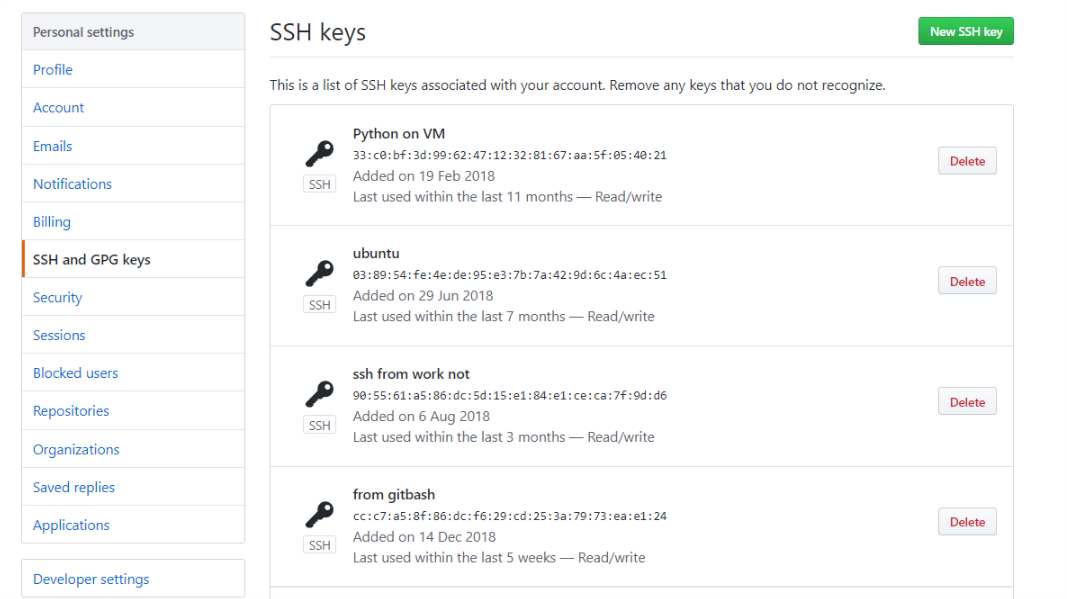 Personal settings
Profile
Account
Emails
Notifications
Billing
SSH and GPG keys
Security
Sessions
Blocked users
Repositories
Organizations
Saved replies
Applications
Developer settings
SSH keys
New SSH key
This is a list of SSH keys associated with your account. Remove any keys that you do not recognize.
Python on VM
33:c0:bf:3d:99:62:47:12:32:81:67:aa:5f:05:40:21
Added on 19 Feb 2018
Last used within the last 11 months — Read/write
SSH
Delete
ubuntu
03:89:54:fe:4e:de:95:e3:7b:7a:42:9d:6c:4a:ec:51
Added on 29 Jun 2018
Last used within the last 7 months — Read/write
SSH
Delete
ssh from work not
90:55:61:a5:86:dc:5d:15:e1:84:e1:ce:ca:7f:9d:d6
Added on 6 Aug 2018
Last used within the last 3 months — Read/write
SSH
Delete
from gitbash
cc:c7:a5:8f:86:dc:f6:29:cd:25:3a:79:73:ea:e1:24
Added on 14 Dec 2018
Last used within the last 5 weeks — Read/write
SSH
Delete